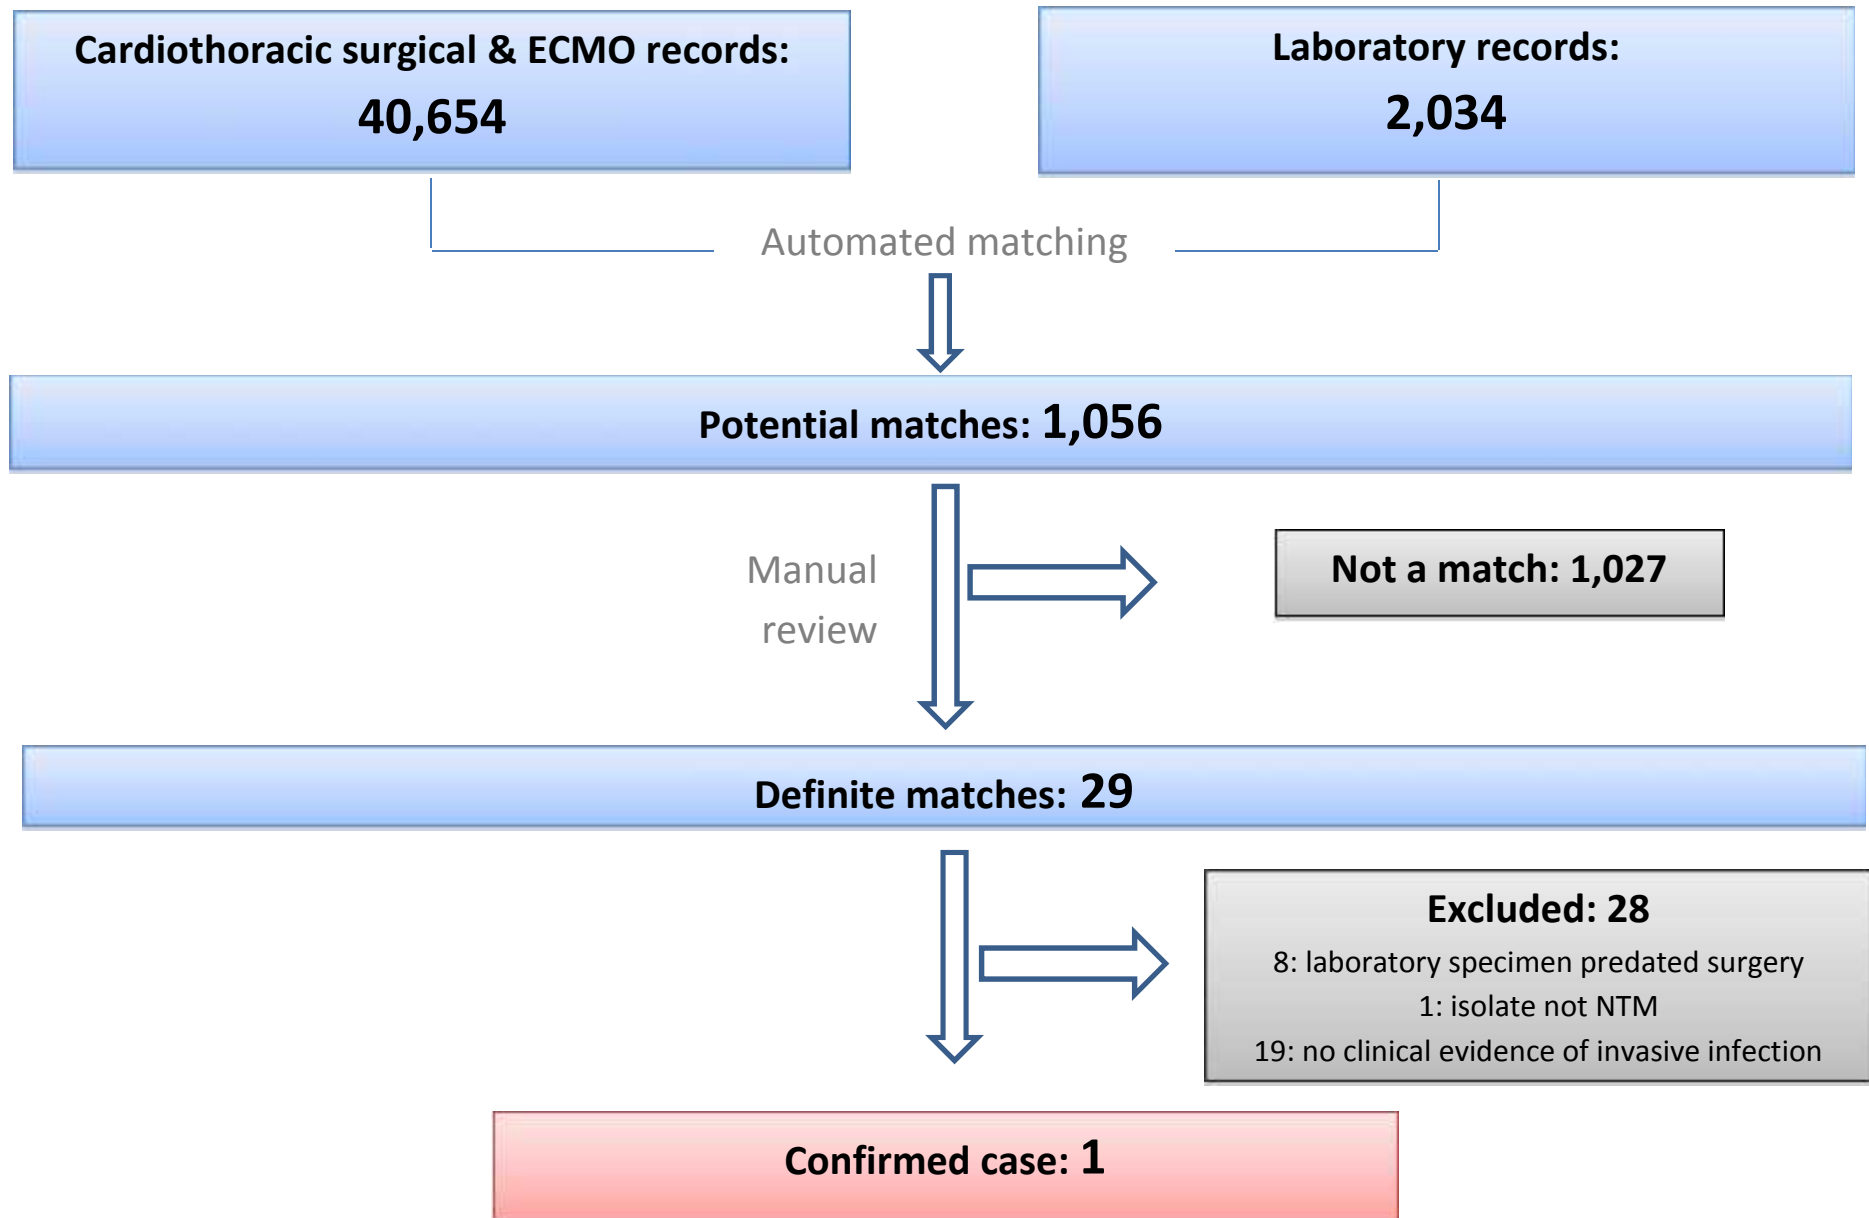 Cardiothoracic surgical & ECMO records:
40,654
Laboratory records:
2,034
Automated matching
Potential matches: 1,056
Manual
review
Not a match: 1,027
Definite matches: 29
Excluded: 28
8: laboratory specimen predated surgery
1: isolate not NTM
19: no clinical evidence of invasive infection
Confirmed case: 1